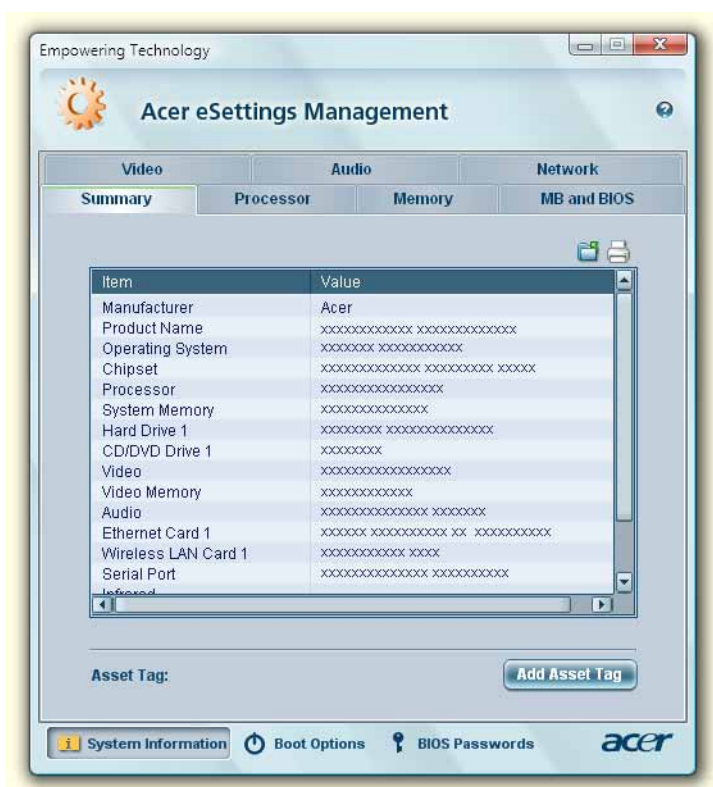 Empowering Technology
Acer eSettings Management
Video Audio Network
Summary Processor Memory MB and BIOS
Item Value
Manufacturer Acer
Product Name xxxxxxxxxxxx xxxxxxxxxxxxx
Operating System xxxxxxx xxxxxxxxxxx
Chipset xxxxxxxxxxxxx xxxxxxxxx xxxxx
Processor xxxxxxxxxxxxxxxx
System Memory xxxxxxxxxxxxxx
Hard Drive 1 xxxxxxxx xxxxxxxxxxxxxx
CD/DVD Drive 1 xxxxxxxx
Video xxxxxxxxxxxxxxxxx
Video Memory xxxxxxxxxxxx
Audio xxxxxxxxxxxxxx xxxxxxx
Ethernet Card 1 xxxxxx xxxxxxxxxx xx xxxxxxxxxx
Wireless LAN Card 1 xxxxxxxxxxx xxxx
Serial Port xxxxxxxxxxxxxx xxxxxxxxxx
Infrared
Asset Tag: Add Asset Tag
System Information Boot Options BIOS Passwords acer